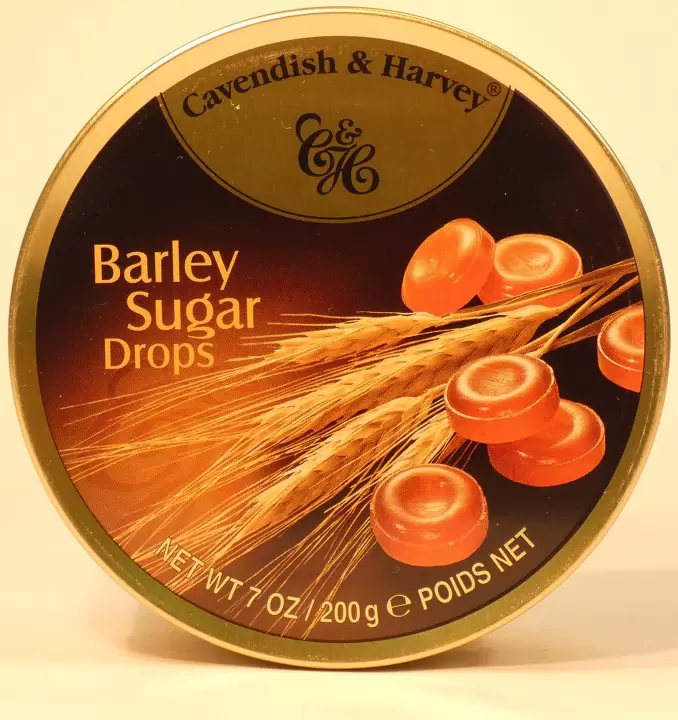 Cavendish & Harvey®
C&H
Barley
Sugar
Drops
NET WT 7 OZ / 200 g ℮ POIDS NET